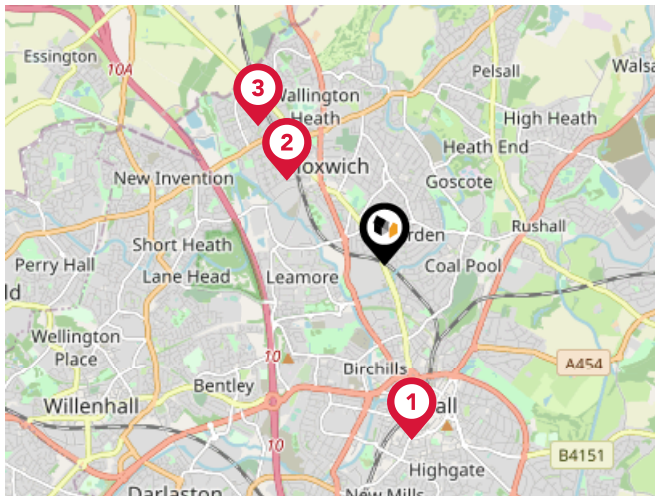 Essington
10A
Pelsall
Walsa
3
Wallington
Heath
High Heath
2
Heath End
loxwich
New Invention
Goscote
rden
Rushall
Short Heath
Perry Hall
Lane Head
Leamore
Coal Pool
ld
Wellington
Place
10
Birchills
A454
Bentley
1
all
Willenhall
10
B4151
Highgate
Darlaston
New Mills